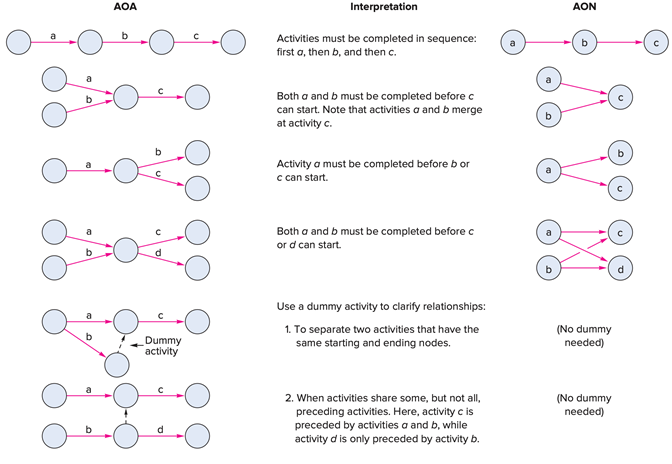 AOA Interpretation AON
a b c
Activities must be completed in sequence:
first a, then b, and then c.
a b c
a
b
c
Both a and b must be completed before c
can start. Note that activities a and b merge
at activity c.
a
b
c
a
b
c
Activity a must be completed before b or
c can start.
a
b
c
a
b
c
d
Both a and b must be completed before c
or d can start.
a
b
c
d
Use a dummy activity to clarify relationships:
a
b
c
Dummy
activity
1. To separate two activities that have the
same starting and ending nodes.
(No dummy
needed)
a c
b d
2. When activities share some, but not all,
preceding activities. Here, activity c is
preceded by activities a and b, while
activity d is only preceded by activity b.
(No dummy
needed)